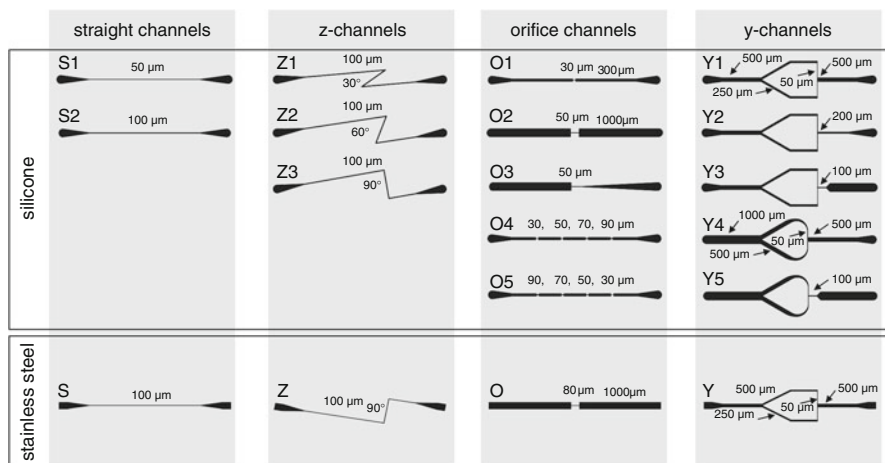 straight channels
z-channels
orifice channels
y-channels
silicone
S1
50 µm
S2
100 µm
Z1
100 µm
30°
Z2
100 µm
60°
Z3
100 µm
90°
O1
30 µm
300µm
O2
50 µm
1000µm
O3
50 µm
O4
30, 50, 70, 90 µm
O5
90, 70, 50, 30 µm
Y1
500 µm
500 µm
50 µm
250 µm
Y2
200 µm
Y3
100 µm
Y4
1000 µm
500 µm
50 µm
500 µm
Y5
100 µm
stainless steel
S
100 µm
Z
100 µm
90°
O
80µm
1000µm
Y
500 µm
500 µm
50 µm
250 µm